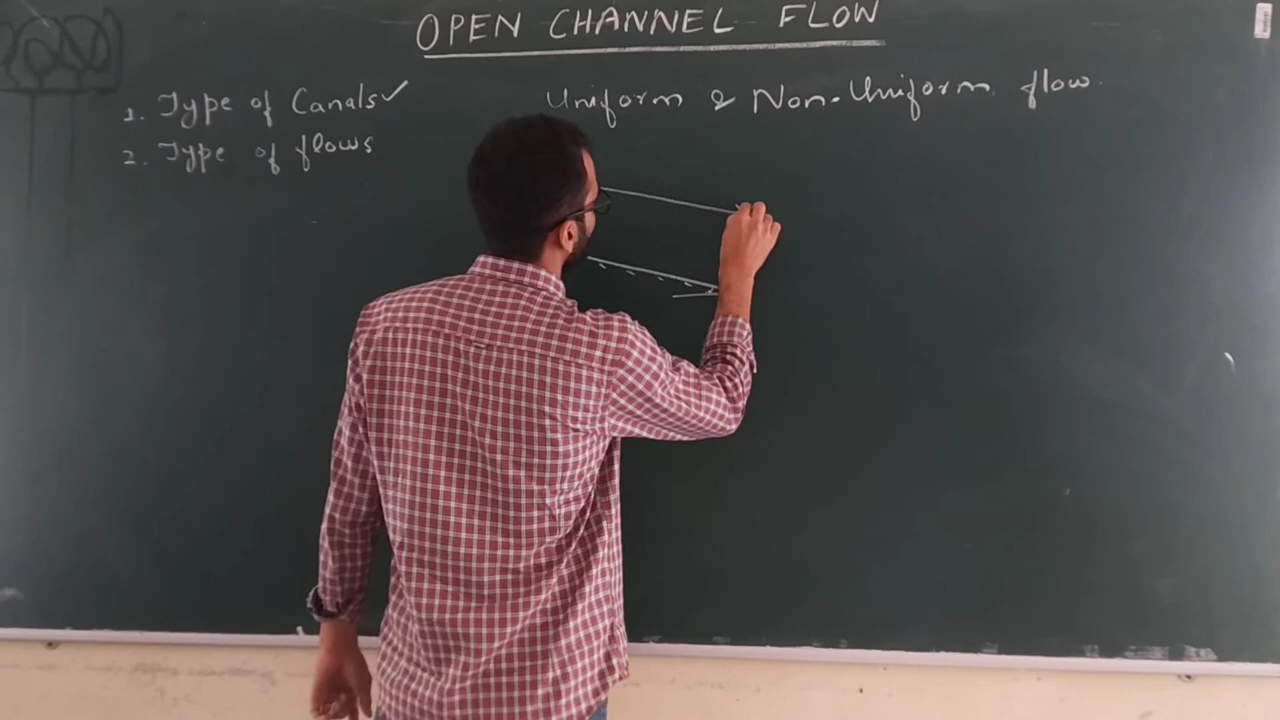 OPEN CHANNEL FLOW
1. Type of Canals✓
2. Type of flows
Uniform & Non-Uniform flow.